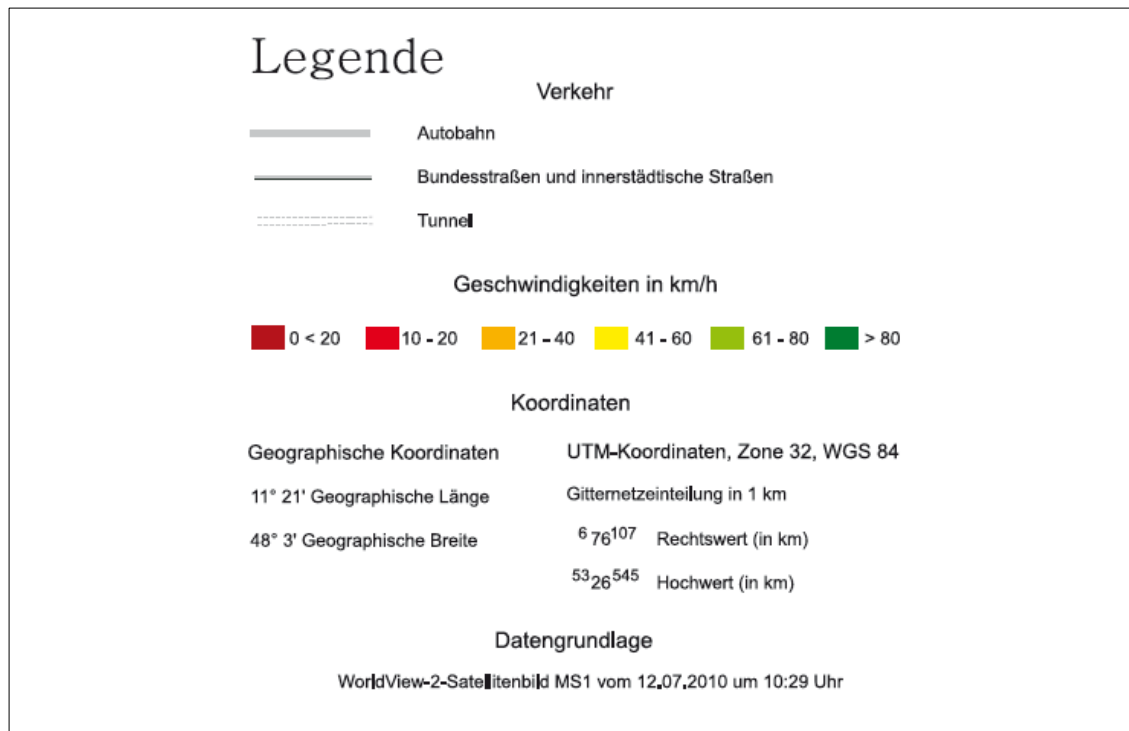 Legende
Verkehr
Autobahn
Bundesstraßen und innerstädtische Straßen
Tunnel
Geschwindigkeiten in km/h
0 < 20 10 - 20 21 - 40 41 - 60 61 - 80 > 80
Koordinaten
Geographische Koordinaten UTM-Koordinaten, Zone 32, WGS 84
11° 21' Geographische Länge Gitternetzeinteilung in 1 km
48° 3' Geographische Breite ⁶76¹⁰⁷ Rechtswert (in km)
⁵³26⁵⁴⁵ Hochwert (in km)
Datengrundlage
WorldView-2-Satellitenbild MS1 vom 12.07.2010 um 10:29 Uhr